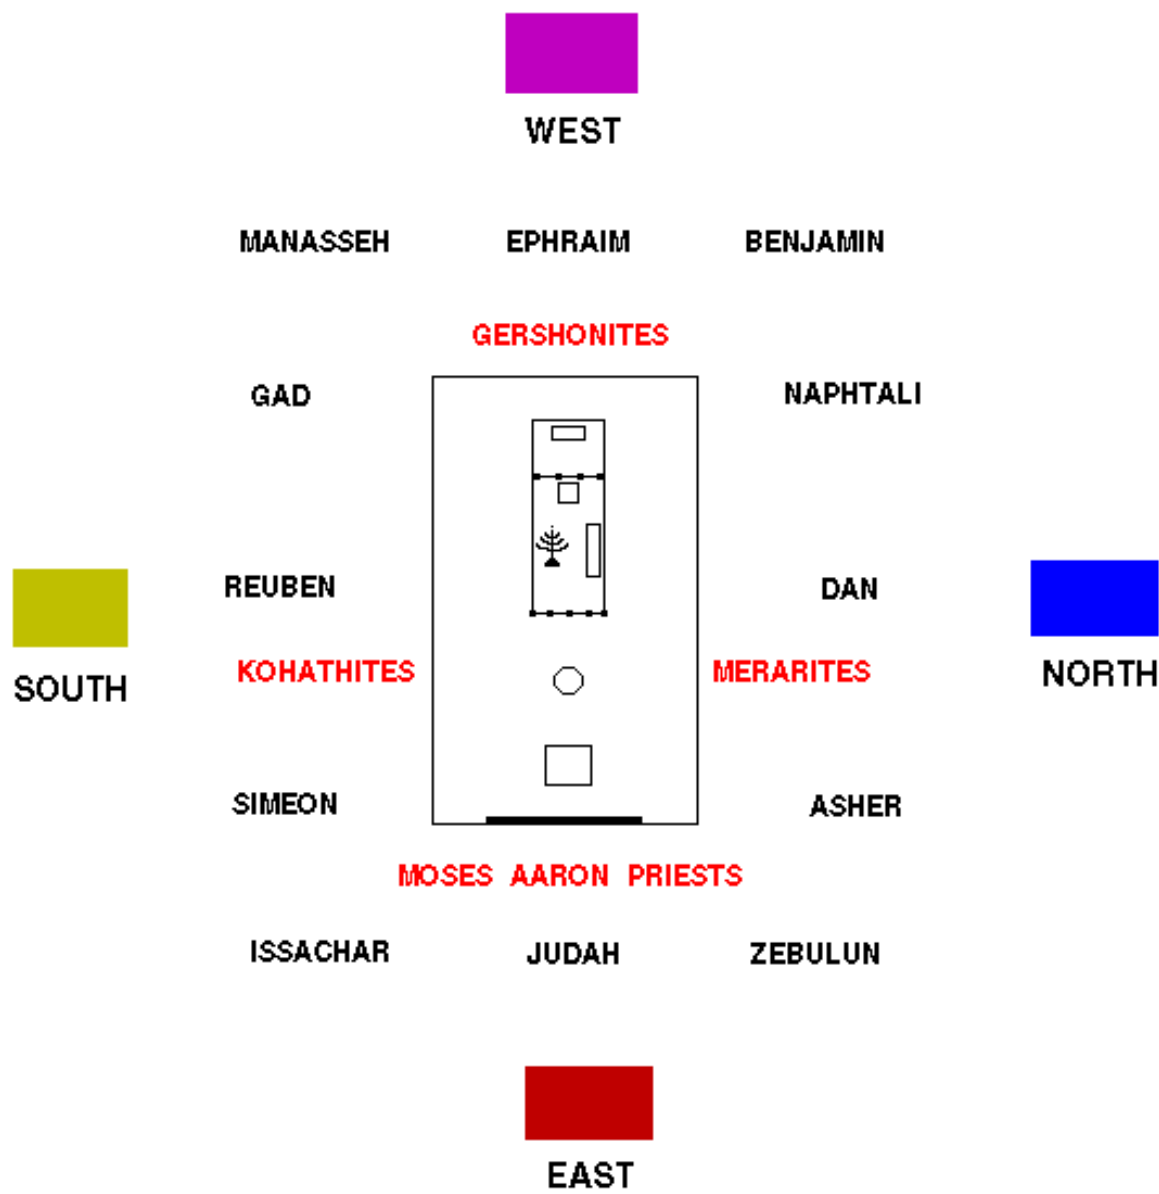 WEST
MANASSEH EPHRAIM BENJAMIN
GERSHONITES
GAD NAPHTALI
REUBEN DAN
KOHATHITES MERARITES
SOUTH NORTH
SIMEON ASHER
MOSES AARON PRIESTS
ISSACHAR JUDAH ZEBULUN
EAST